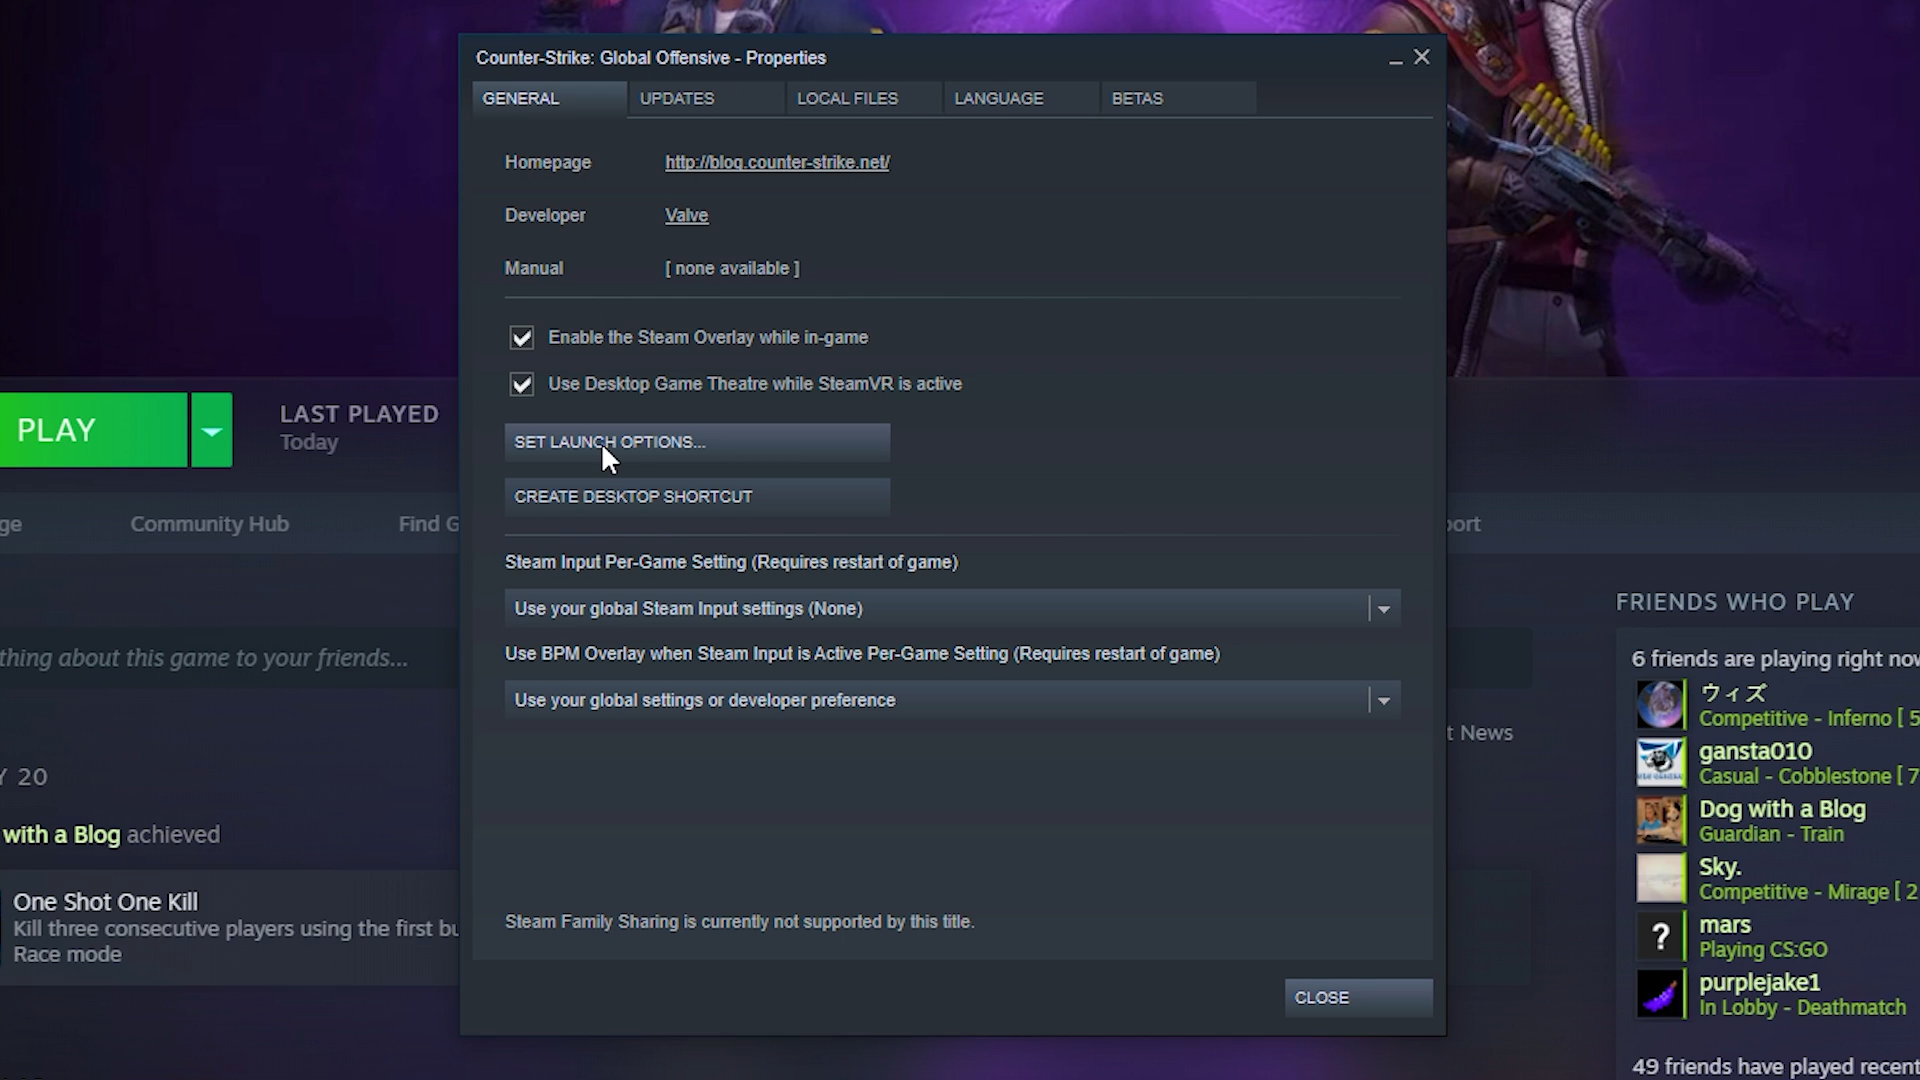 Counter-Strike: Global Offensive - Properties
GENERAL
UPDATES
LOCAL FILES
LANGUAGE
BETAS
Homepage http://blog.counter-strike.net/
Developer Valve
Manual [ none available ]
Enable the Steam Overlay while in-game
Use Desktop Game Theatre while SteamVR is active
SET LAUNCH OPTIONS...
CREATE DESKTOP SHORTCUT
Steam Input Per-Game Setting (Requires restart of game)
Use your global Steam Input settings (None)
Use BPM Overlay when Steam Input is Active Per-Game Setting (Requires restart of game)
Use your global settings or developer preference
Steam Family Sharing is currently not supported by this title.
CLOSE
PLAY
LAST PLAYED
Today
ge
Community Hub
Find G
port
thing about this game to your friends...
t News
Y 20
with a Blog achieved
One Shot One Kill
Kill three consecutive players using the first bu
Race mode
FRIENDS WHO PLAY
6 friends are playing right now
ウィズ
Competitive - Inferno [ 5
gansta010
Casual - Cobblestone [ 7
Dog with a Blog
Guardian - Train
Sky.
Competitive - Mirage [ 2
?
mars
Playing CS:GO
purplejake1
In Lobby - Deathmatch
49 friends have played recent